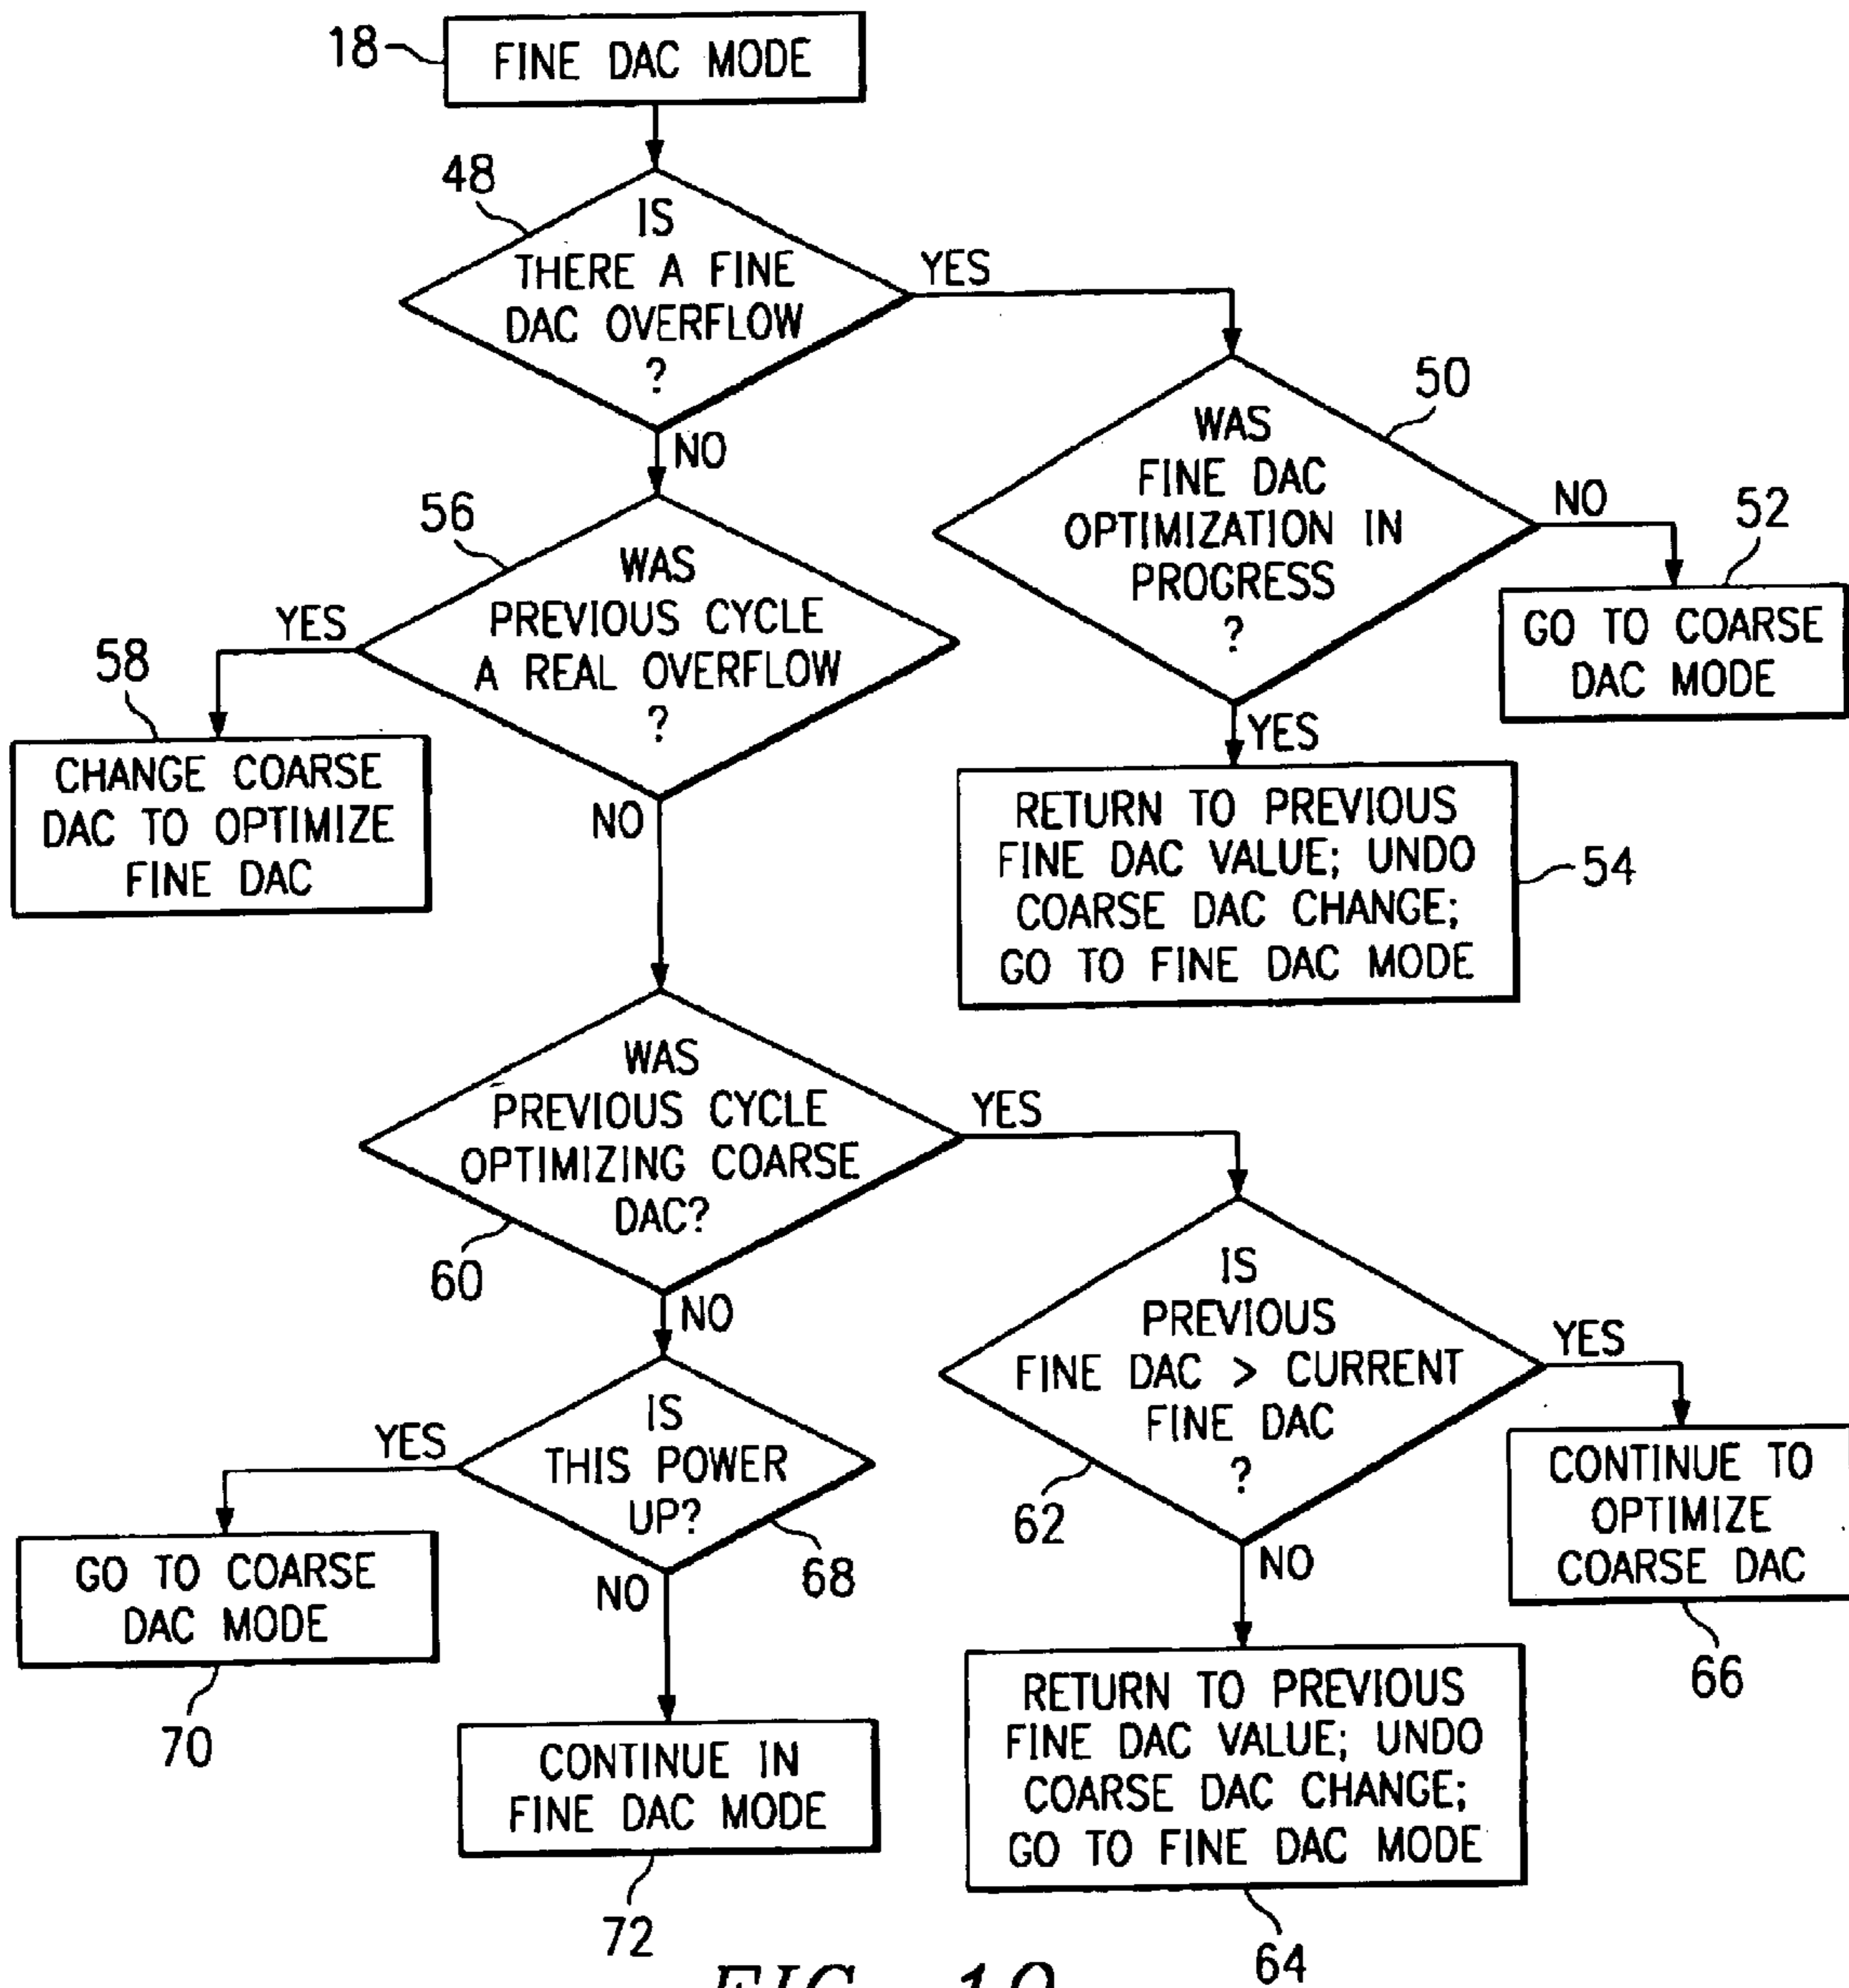 18
FINE DAC MODE
48
IS
THERE A FINE
DAC OVERFLOW
?
YES
NO
50
WAS
FINE DAC
OPTIMIZATION IN
PROGRESS
?
NO
52
GO TO COARSE
DAC MODE
YES
RETURN TO PREVIOUS
FINE DAC VALUE; UNDO
COARSE DAC CHANGE;
GO TO FINE DAC MODE
54
56
WAS
PREVIOUS CYCLE
A REAL OVERFLOW
?
YES
58
CHANGE COARSE
DAC TO OPTIMIZE
FINE DAC
NO
WAS
PREVIOUS CYCLE
OPTIMIZING COARSE
DAC?
60
YES
NO
IS
PREVIOUS
FINE DAC > CURRENT
FINE DAC
?
62
YES
CONTINUE TO
OPTIMIZE
COARSE DAC
66
NO
RETURN TO PREVIOUS
FINE DAC VALUE; UNDO
COARSE DAC CHANGE;
GO TO FINE DAC MODE
64
IS
THIS POWER
UP?
68
YES
GO TO COARSE
DAC MODE
70
NO
CONTINUE IN
FINE DAC MODE
72